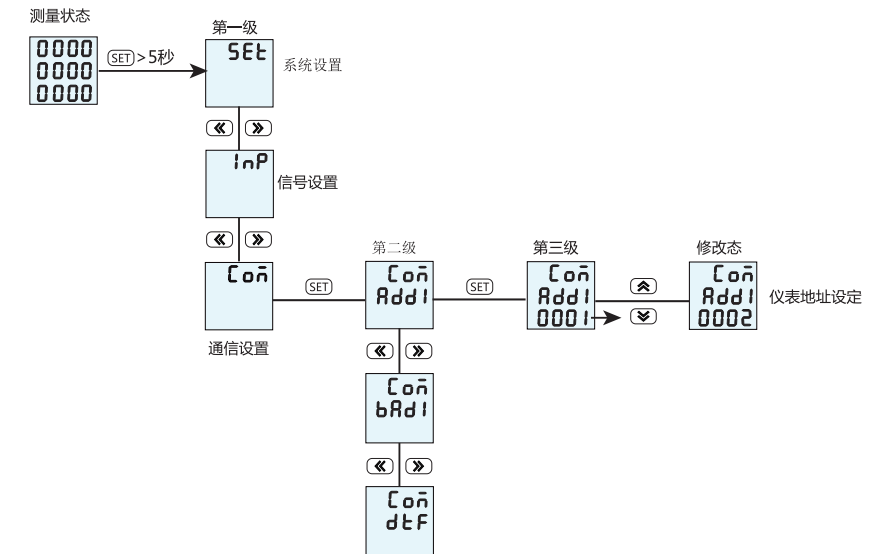 测量状态
0000
0000
0000
SET >5秒
第一级
SEt
系统设置
InP
信号设置
Con
通信设置
SET
第二级
Con
Add1
SET
第三级
Con
Add1
0001
修改态
Con
Add1
0002
仪表地址设定
Con
bAd1
Con
dtF